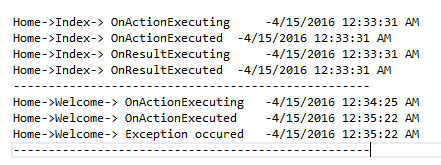 Home->Index-> OnActionExecuting     -4/15/2016 12:33:31 AM
Home->Index-> OnActionExecuted  -4/15/2016 12:33:31 AM
Home->Index-> OnResultExecuting     -4/15/2016 12:33:31 AM
Home->Index-> OnResultExecuted  -4/15/2016 12:33:31 AM
--------------------------------------------------
Home->Welcome-> OnActionExecuting   -4/15/2016 12:34:25 AM
Home->Welcome-> OnActionExecuted    -4/15/2016 12:35:22 AM
Home->Welcome-> Exception occured   -4/15/2016 12:35:22 AM
--------------------------------------------------